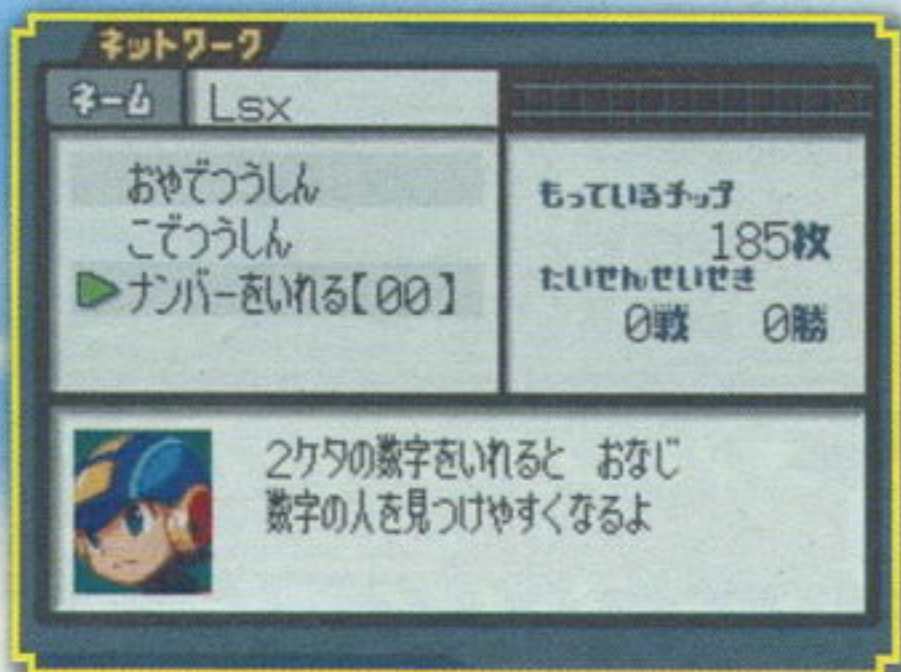 ネットワーク
ネーム Lsx
おやでつうしん
こでつうしん
ナンバーをいれる【00】
もっているチップ
185枚
たいせんせいせき
0戦 0勝
2ケタの数字をいれると おなじ
数字の人を見つけやすくなるよ